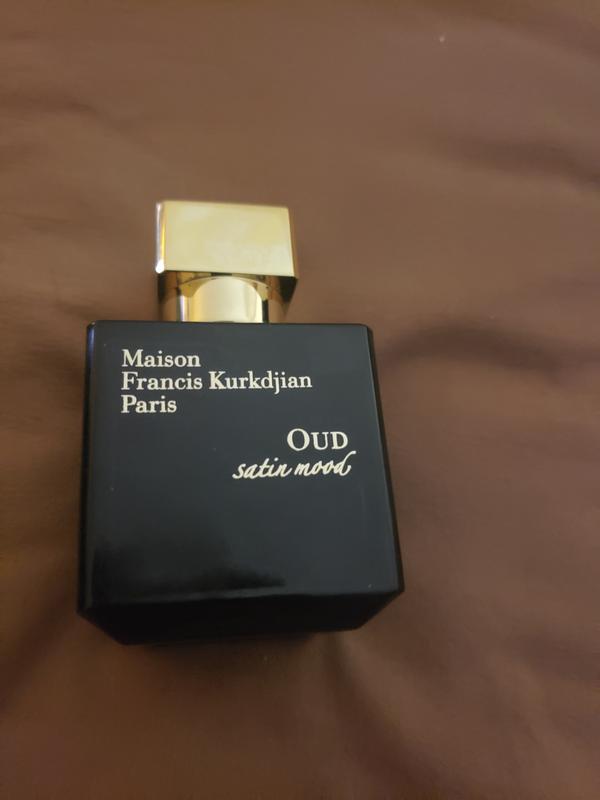 Maison
Francis Kurkdjian
Paris
OUD
satin mood